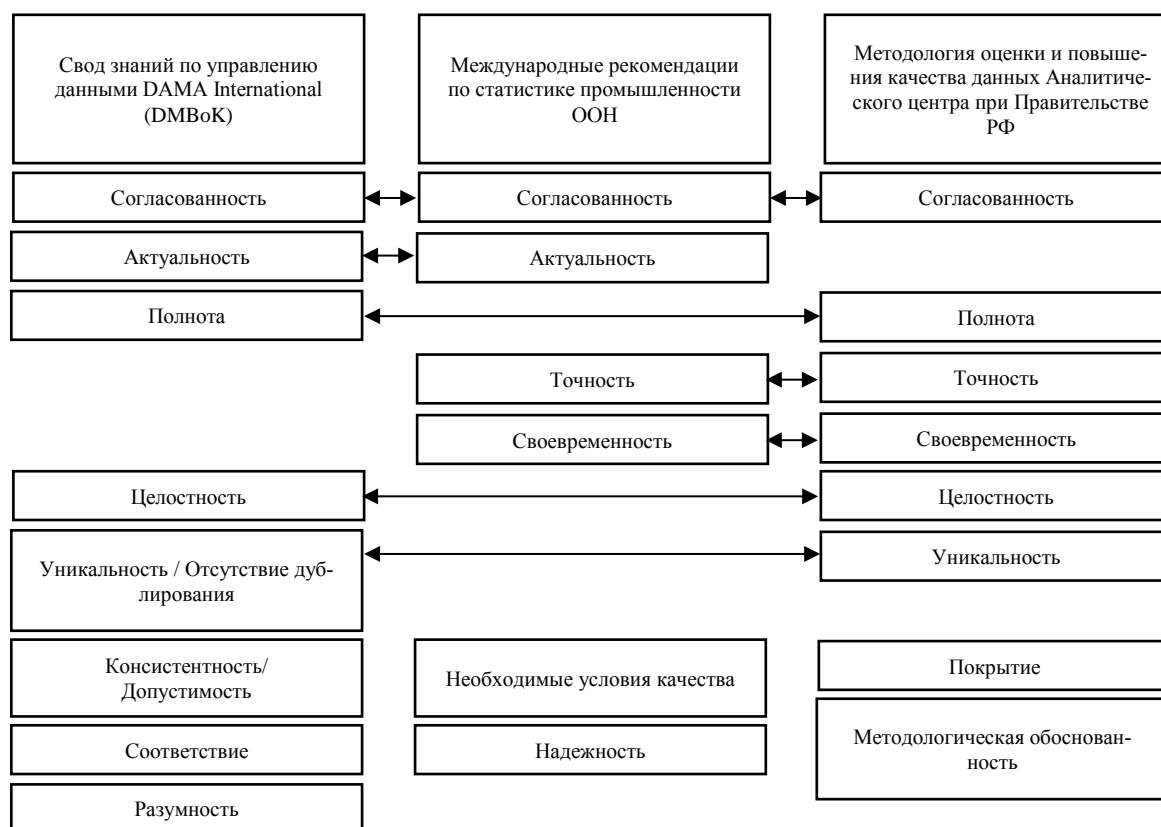 Свод знаний по управлению
данными DAMA International
(DMBoK)
Международные рекомендации
по статистике промышленности
ООН
Методология оценки и повыше-
ния качества данных Аналитиче-
ского центра при Правительстве
РФ
Согласованность
Согласованность
Согласованность
Актуальность
Актуальность
Полнота
Полнота
Точность
Точность
Своевременность
Своевременность
Целостность
Целостность
Уникальность / Отсутствие дуб-
лирования
Уникальность
Консистентность/
Допустимость
Необходимые условия качества
Покрытие
Соответствие
Надежность
Методологическая обоснован-
ность
Разумность